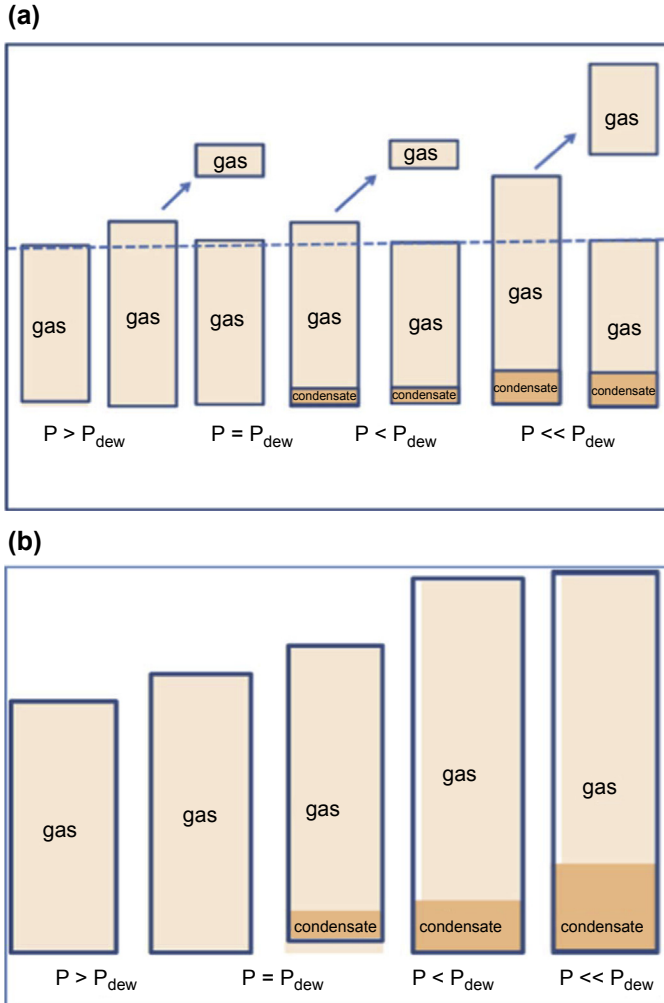 (a)
gas
gas
gas
gas
gas
gas
gas
gas
gas
gas
condensate
condensate
condensate
condensate
P > Pdew
P = Pdew
P < Pdew
P << Pdew
(b)
gas
gas
gas
gas
gas
condensate
condensate
condensate
P > Pdew
P = Pdew
P < Pdew
P << Pdew